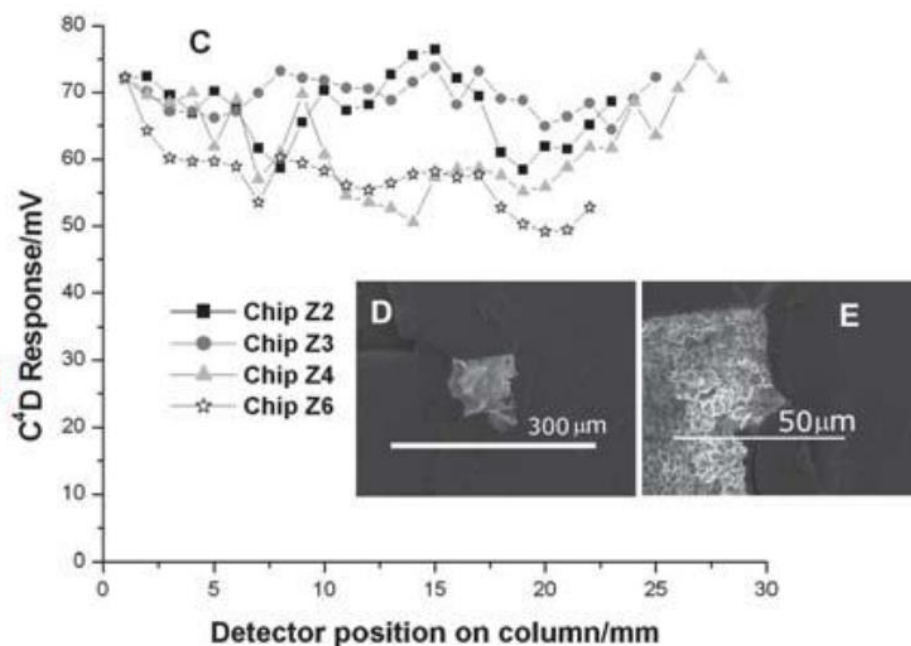 80
C
70
60
50
40
30
20
10
0
C⁴D Response/mV
Chip Z2
Chip Z3
Chip Z4
Chip Z6
D
300 μm
E
50μm
0
5
10
15
20
25
30
Detector position on column/mm